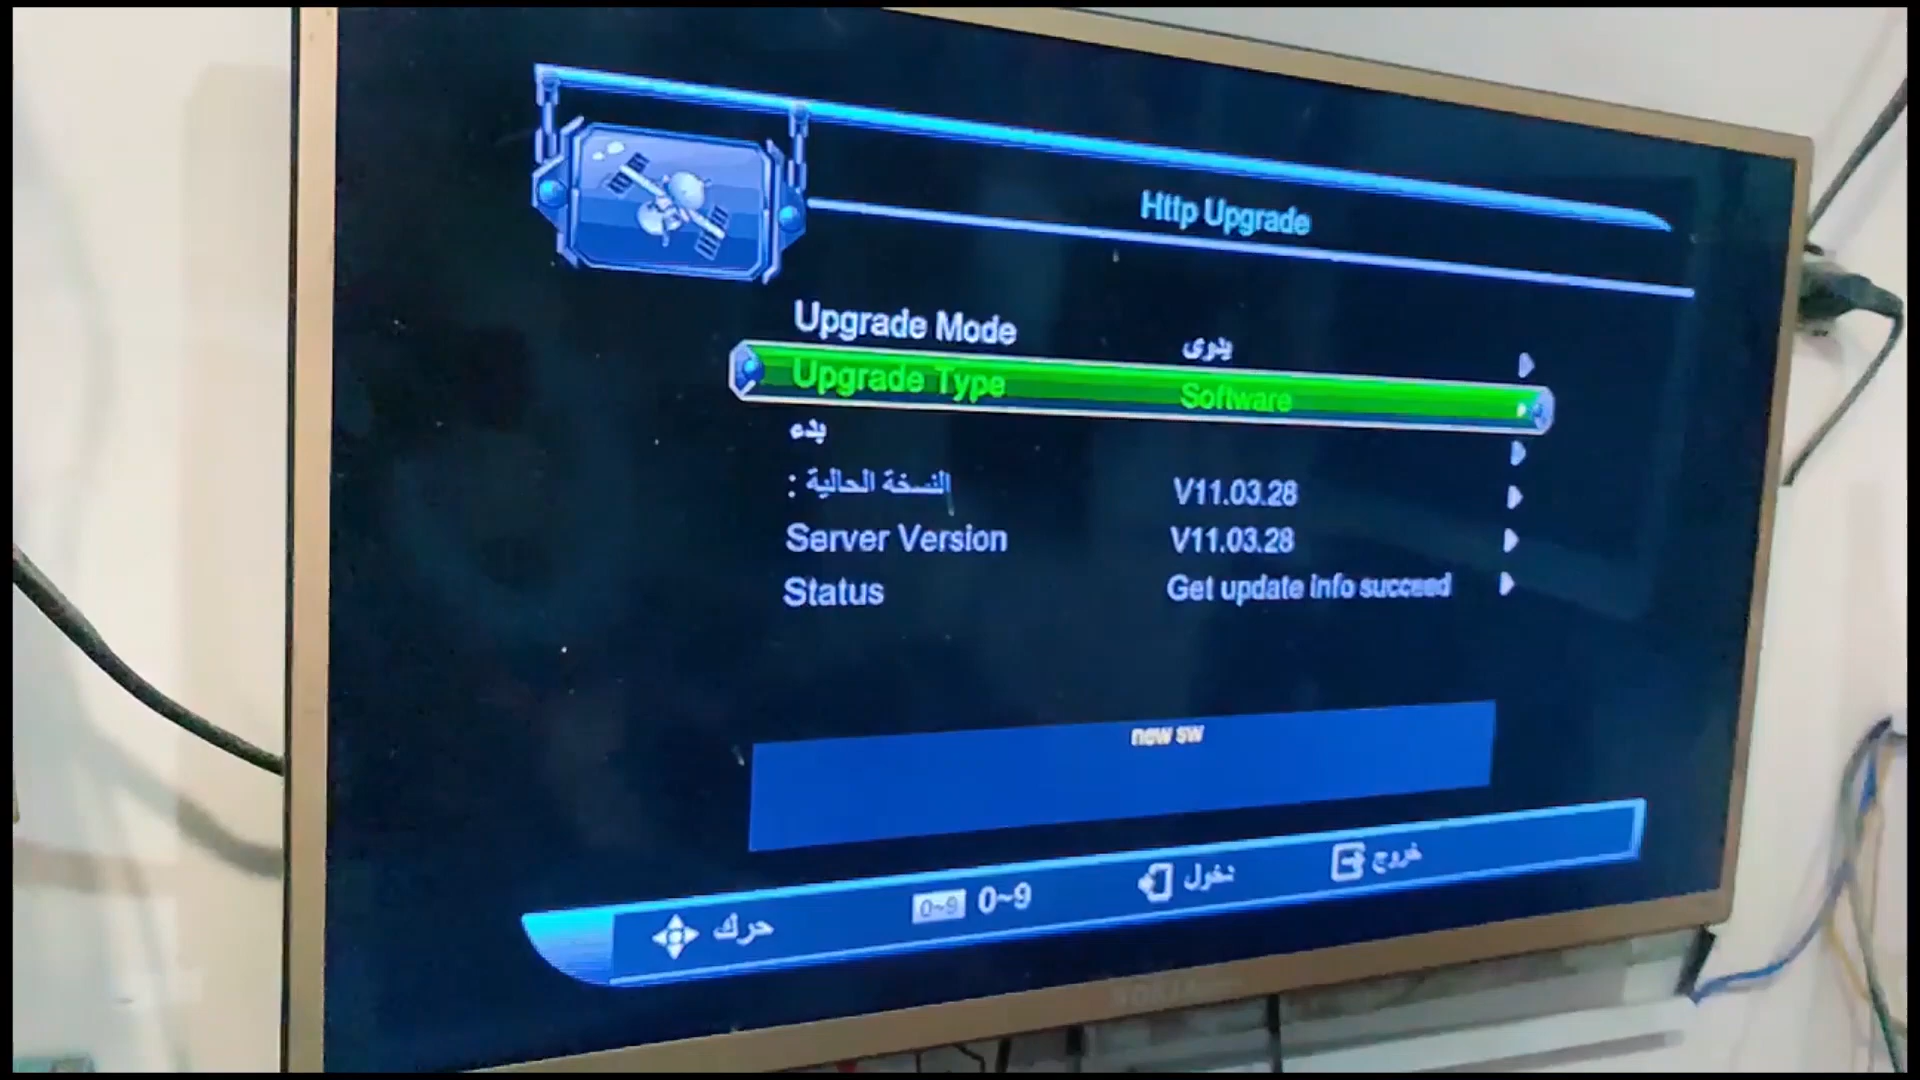 Http Upgrade
Upgrade Mode يدوى
Upgrade Type Software
بدء
النسخة الحالية : V11.03.28
Server Version V11.03.28
Status Get update info succeed
new sw
حرك 0~9 0~9 دخول خروج